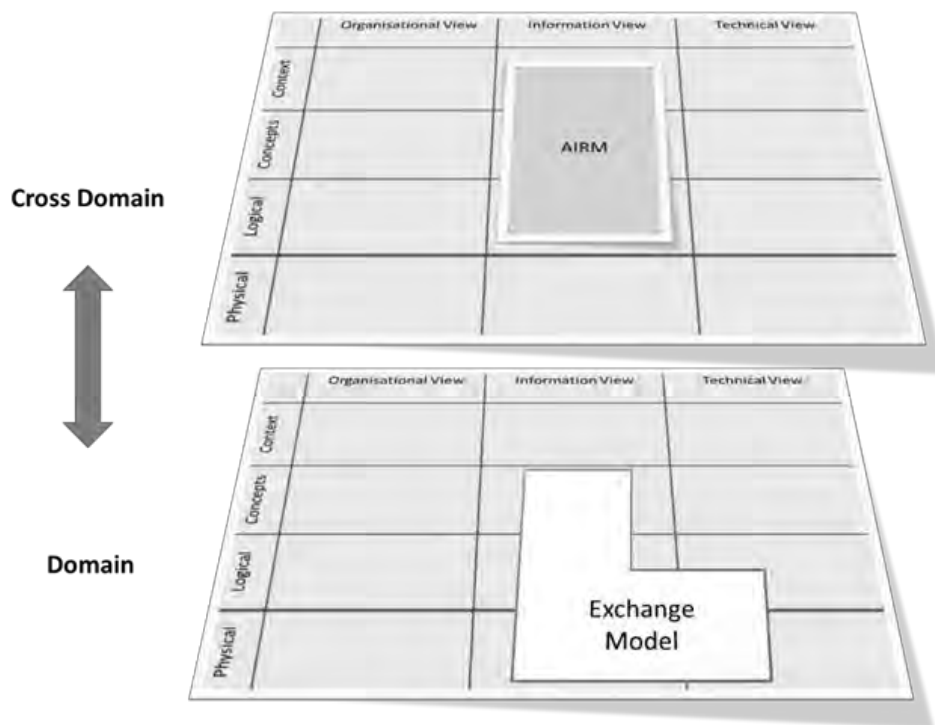 Organisational View Information View Technical View
Context
Concepts
AIRM
Logical
Physical
Cross Domain
Organisational View Information View Technical View
Context
Concepts
Logical
Physical
Domain
Exchange
Model